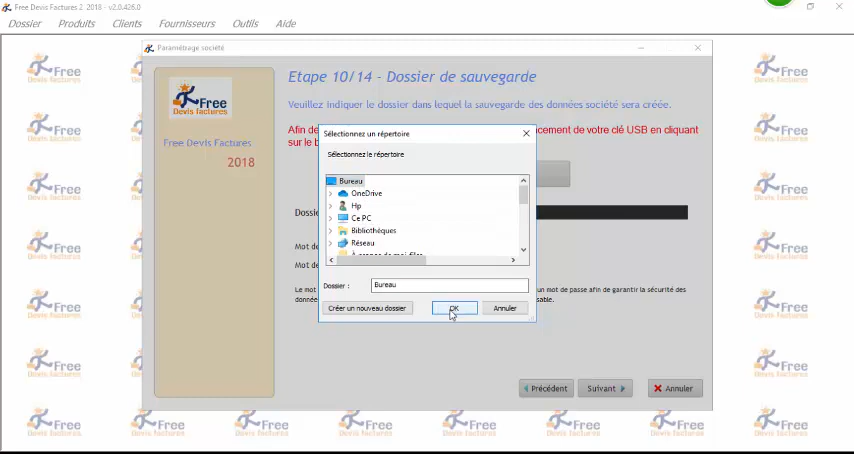 Free Devis Factures 2 2018 - v2.0.426.0
Dossier Produits Clients Fournisseurs Outils Aide
Paramétrage société
Free
Devis factures
Free Devis Factures
2018
Etape 10/14 - Dossier de sauvegarde
Veuillez indiquer le dossier dans lequel la sauvegarde des données société sera créée.
Afin de
ncement de votre clé USB en cliquant
sur le b
Sélectionnez un répertoire
Sélectionnez le répertoire
Bureau
OneDrive
Hp
Ce PC
Bibliothèques
Réseau
Dossier : Bureau
Créer un nouveau dossier OK Annuler
Dossie
Mot de
Mot de
Le mot
un mot de passe afin de garantir la sécurité des
donnée
sable.
Précédent Suivant Annuler